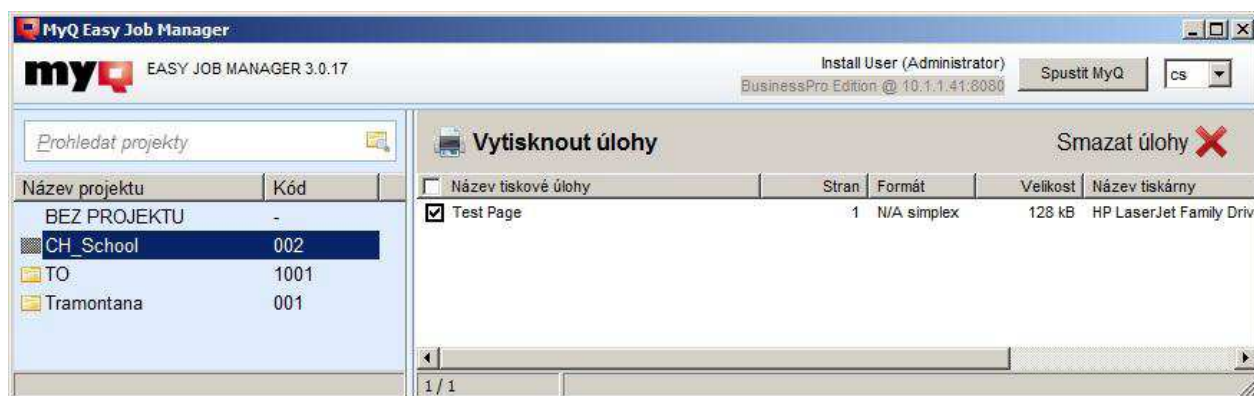 MyQ Easy Job Manager
myQ EASY JOB MANAGER 3.0.17
Install User (Administrator)
BusinessPro Edition @ 10.1.1.41:8080
Spustit MyQ
cs
Prohledat projekty
Vytisknout úlohy
Smazat úlohy
Název projektu Kód
BEZ PROJEKTU -
CH_School 002
TO 1001
Tramontana 001
Název tiskové úlohy Stran Formát Velikost Název tiskárny
Test Page 1 N/A simplex 128 kB HP LaserJet Family Driv
1 / 1